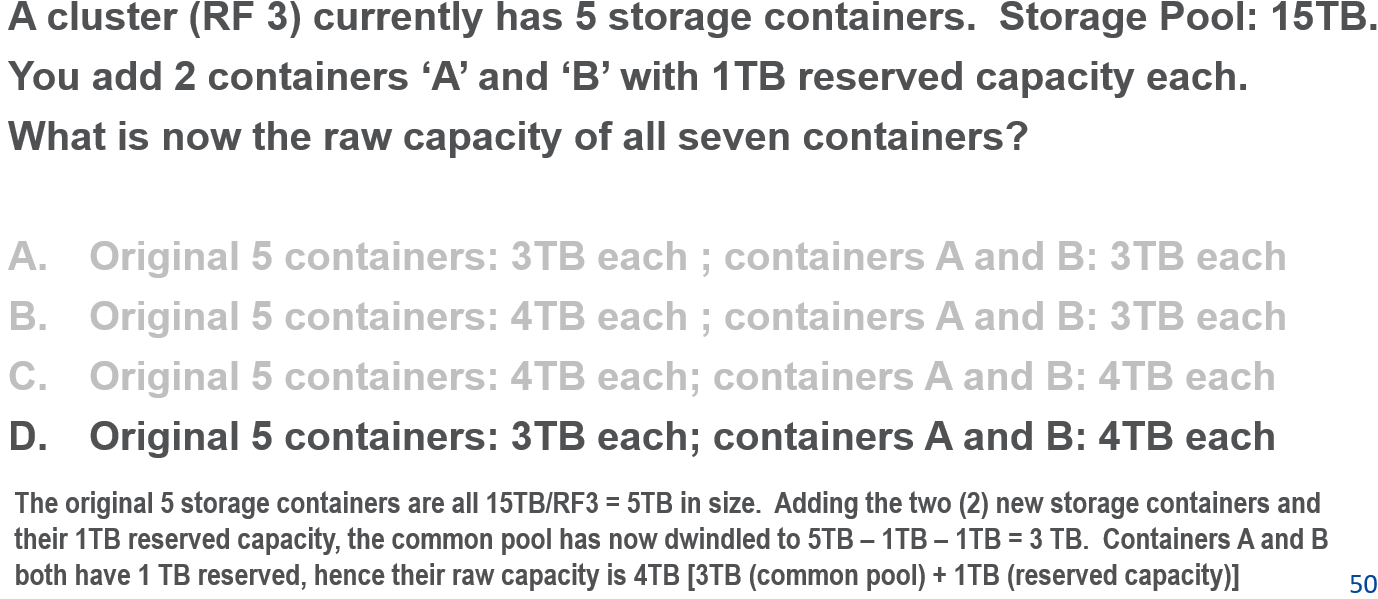 A cluster (RF 3) currently has 5 storage containers.  Storage Pool: 15TB.
You add 2 containers ‘A’ and ‘B’ with 1TB reserved capacity each.
What is now the raw capacity of all seven containers?
A. Original 5 containers: 3TB each ; containers A and B: 3TB each
B. Original 5 containers: 4TB each ; containers A and B: 3TB each
C. Original 5 containers: 4TB each; containers A and B: 4TB each
D. Original 5 containers: 3TB each; containers A and B: 4TB each
The original 5 storage containers are all 15TB/RF3 = 5TB in size.  Adding the two (2) new storage containers and
their 1TB reserved capacity, the common pool has now dwindled to 5TB – 1TB – 1TB = 3 TB.  Containers A and B
both have 1 TB reserved, hence their raw capacity is 4TB [3TB (common pool) + 1TB (reserved capacity)]
50